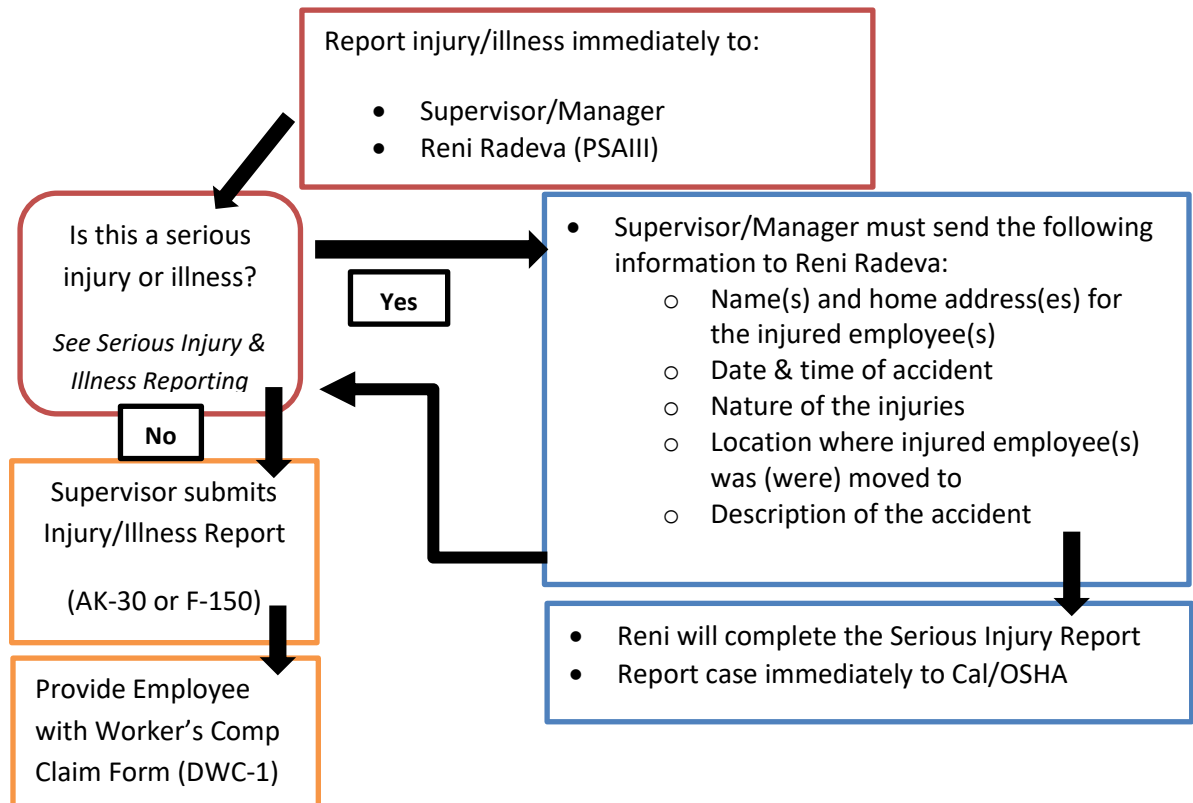 Report injury/illness immediately to:
• Supervisor/Manager
• Reni Radeva (PSAIII)
Is this a serious
injury or illness?
See Serious Injury &
Illness Reporting
Yes
No
• Supervisor/Manager must send the following
information to Reni Radeva:
o Name(s) and home address(es) for
the injured employee(s)
o Date & time of accident
o Nature of the injuries
o Location where injured employee(s)
was (were) moved to
o Description of the accident
Supervisor submits
Injury/Illness Report
(AK-30 or F-150)
• Reni will complete the Serious Injury Report
• Report case immediately to Cal/OSHA
Provide Employee
with Worker’s Comp
Claim Form (DWC-1)